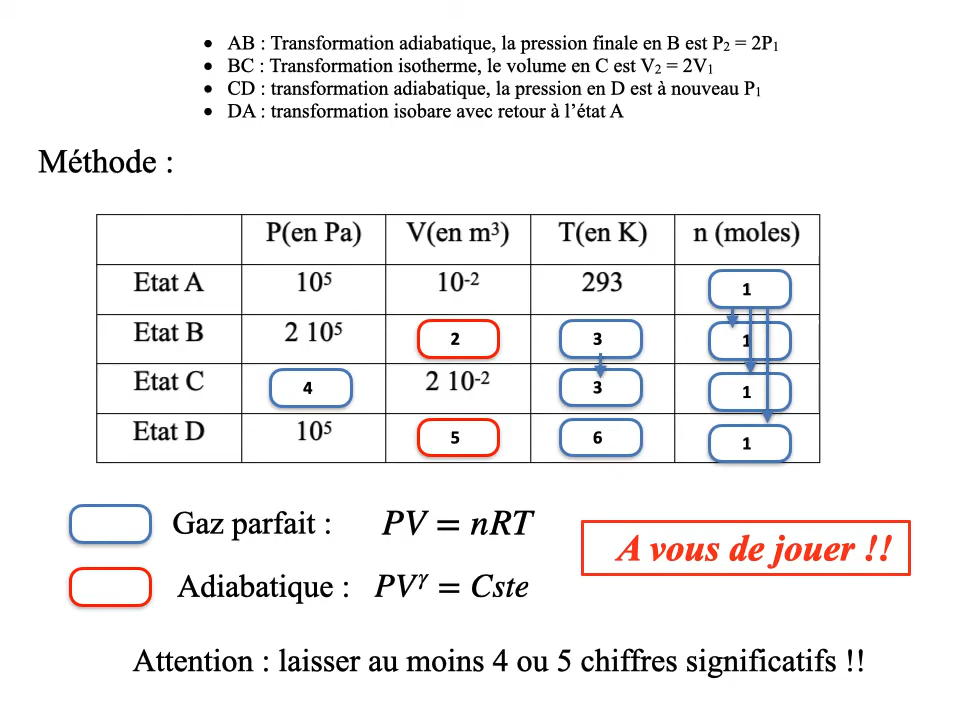 • AB : Transformation adiabatique, la pression finale en B est P₂ = 2P₁
• BC : Transformation isotherme, le volume en C est V₂ = 2V₁
• CD : transformation adiabatique, la pression en D est à nouveau P₁
• DA : transformation isobare avec retour à l’état A
Méthode :
P(en Pa) V(en m³) T(en K) n (moles)
Etat A 10⁵ 10⁻² 293 1
Etat B 2 10⁵ 2 3 1
Etat C 4 2 10⁻² 3 1
Etat D 10⁵ 5 6 1
Gaz parfait : PV = nRT
A vous de jouer !!
Adiabatique : PVᵞ = Cste
Attention : laisser au moins 4 ou 5 chiffres significatifs !!